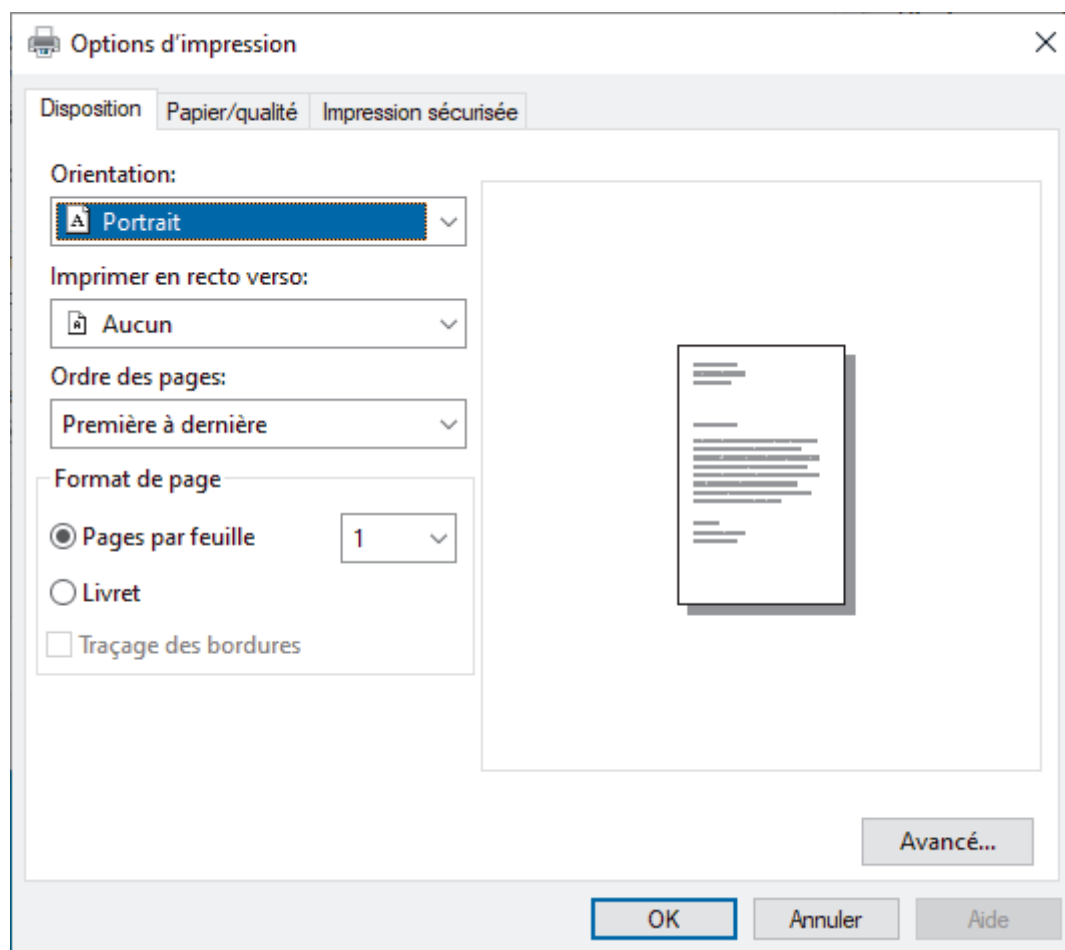 Options d'impression
Disposition
Papier/qualité
Impression sécurisée
Orientation:
A Portrait
Imprimer en recto verso:
A Aucun
Ordre des pages:
Première à dernière
Format de page
Pages par feuille 1
Livret
Traçage des bordures
Avancé...
OK
Annuler
Aide